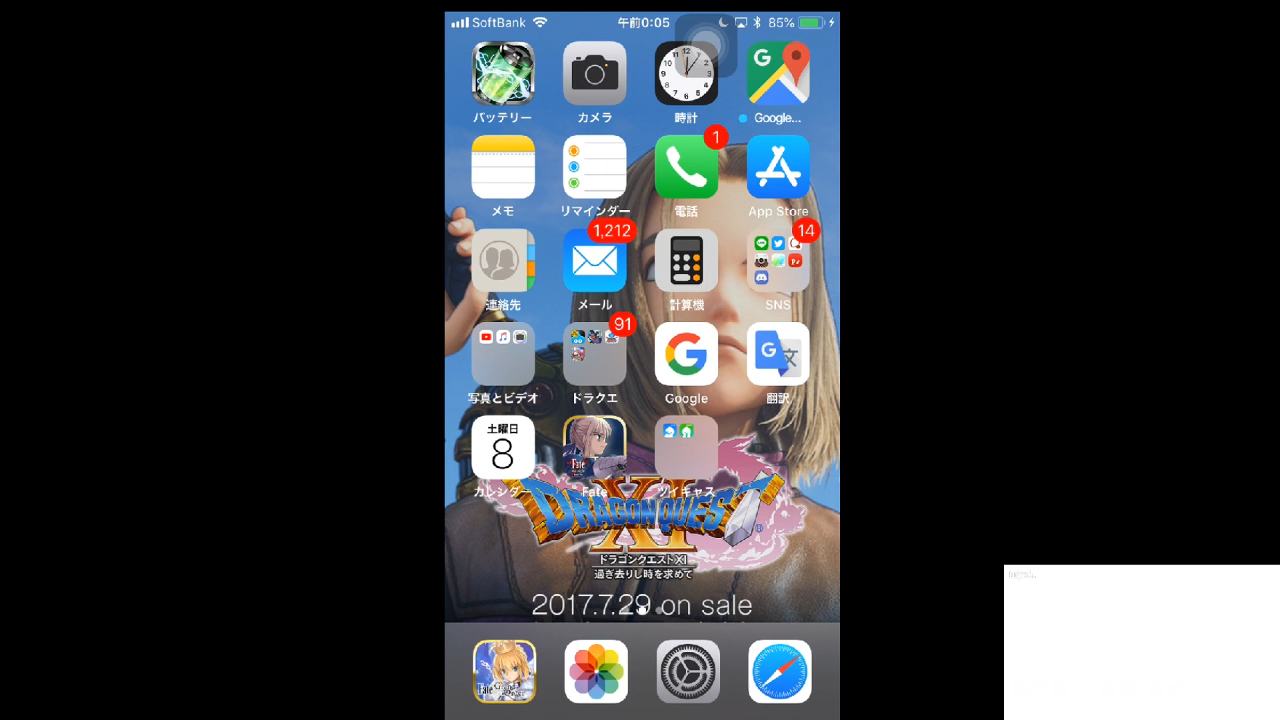 SoftBank 午前0:05 85%
バッテリー カメラ 時計 Google...
1
メモ リマインダー 電話 App Store
1,212 14
連絡先 メール 計算機 SNS
91
写真とビデオ ドラクエ Google 翻訳
土曜日
8
カレンダー Fate ツイキャス
DRAGON QUEST XI
ドラゴンクエストXI
過ぎ去りし時を求めて
2017.7.29 on sale
Fate Grand Order